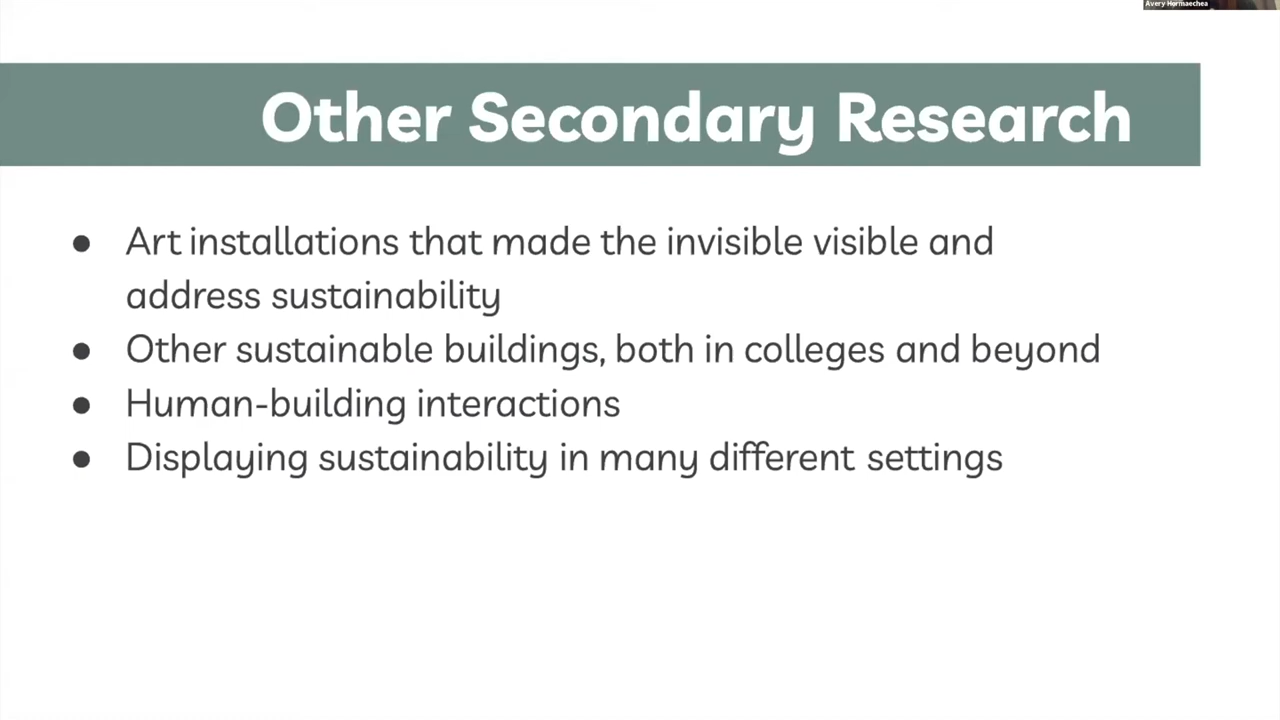 Avery Hormaechea
Other Secondary Research
● Art installations that made the invisible visible and
address sustainability
● Other sustainable buildings, both in colleges and beyond
● Human-building interactions
● Displaying sustainability in many different settings